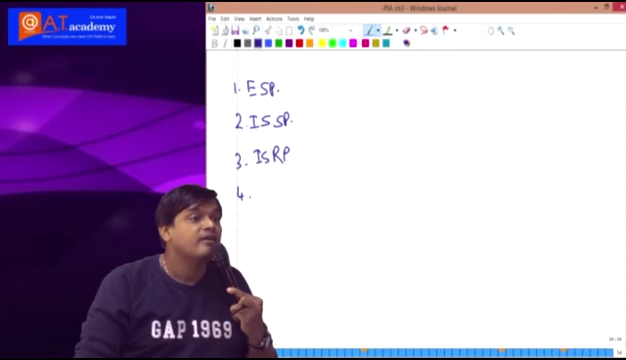 @A.T. academy
PIA ch3 - Windows Journal
File Edit View Insert Actions Tools Help
1. ESP.
2. ISSP.
3. ISRP
4.
GAP 1969